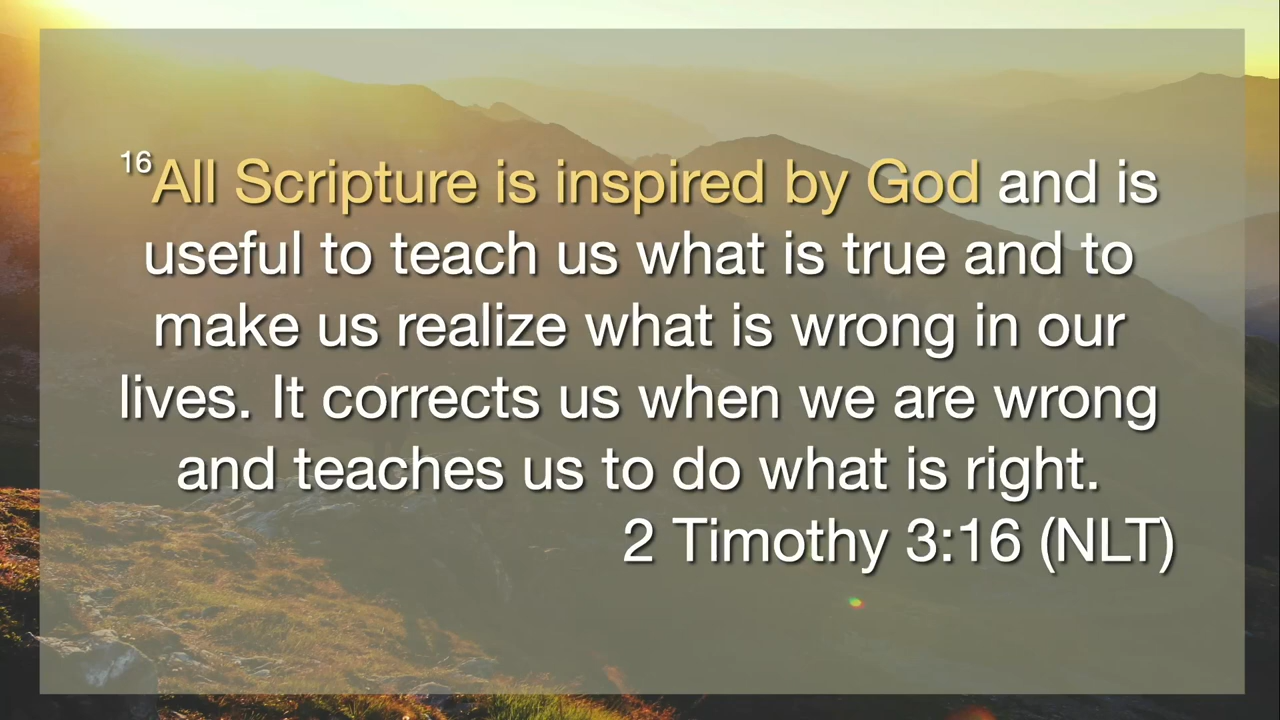 ¹⁶All Scripture is inspired by God and is
useful to teach us what is true and to
make us realize what is wrong in our
lives. It corrects us when we are wrong
and teaches us to do what is right.
2 Timothy 3:16 (NLT)